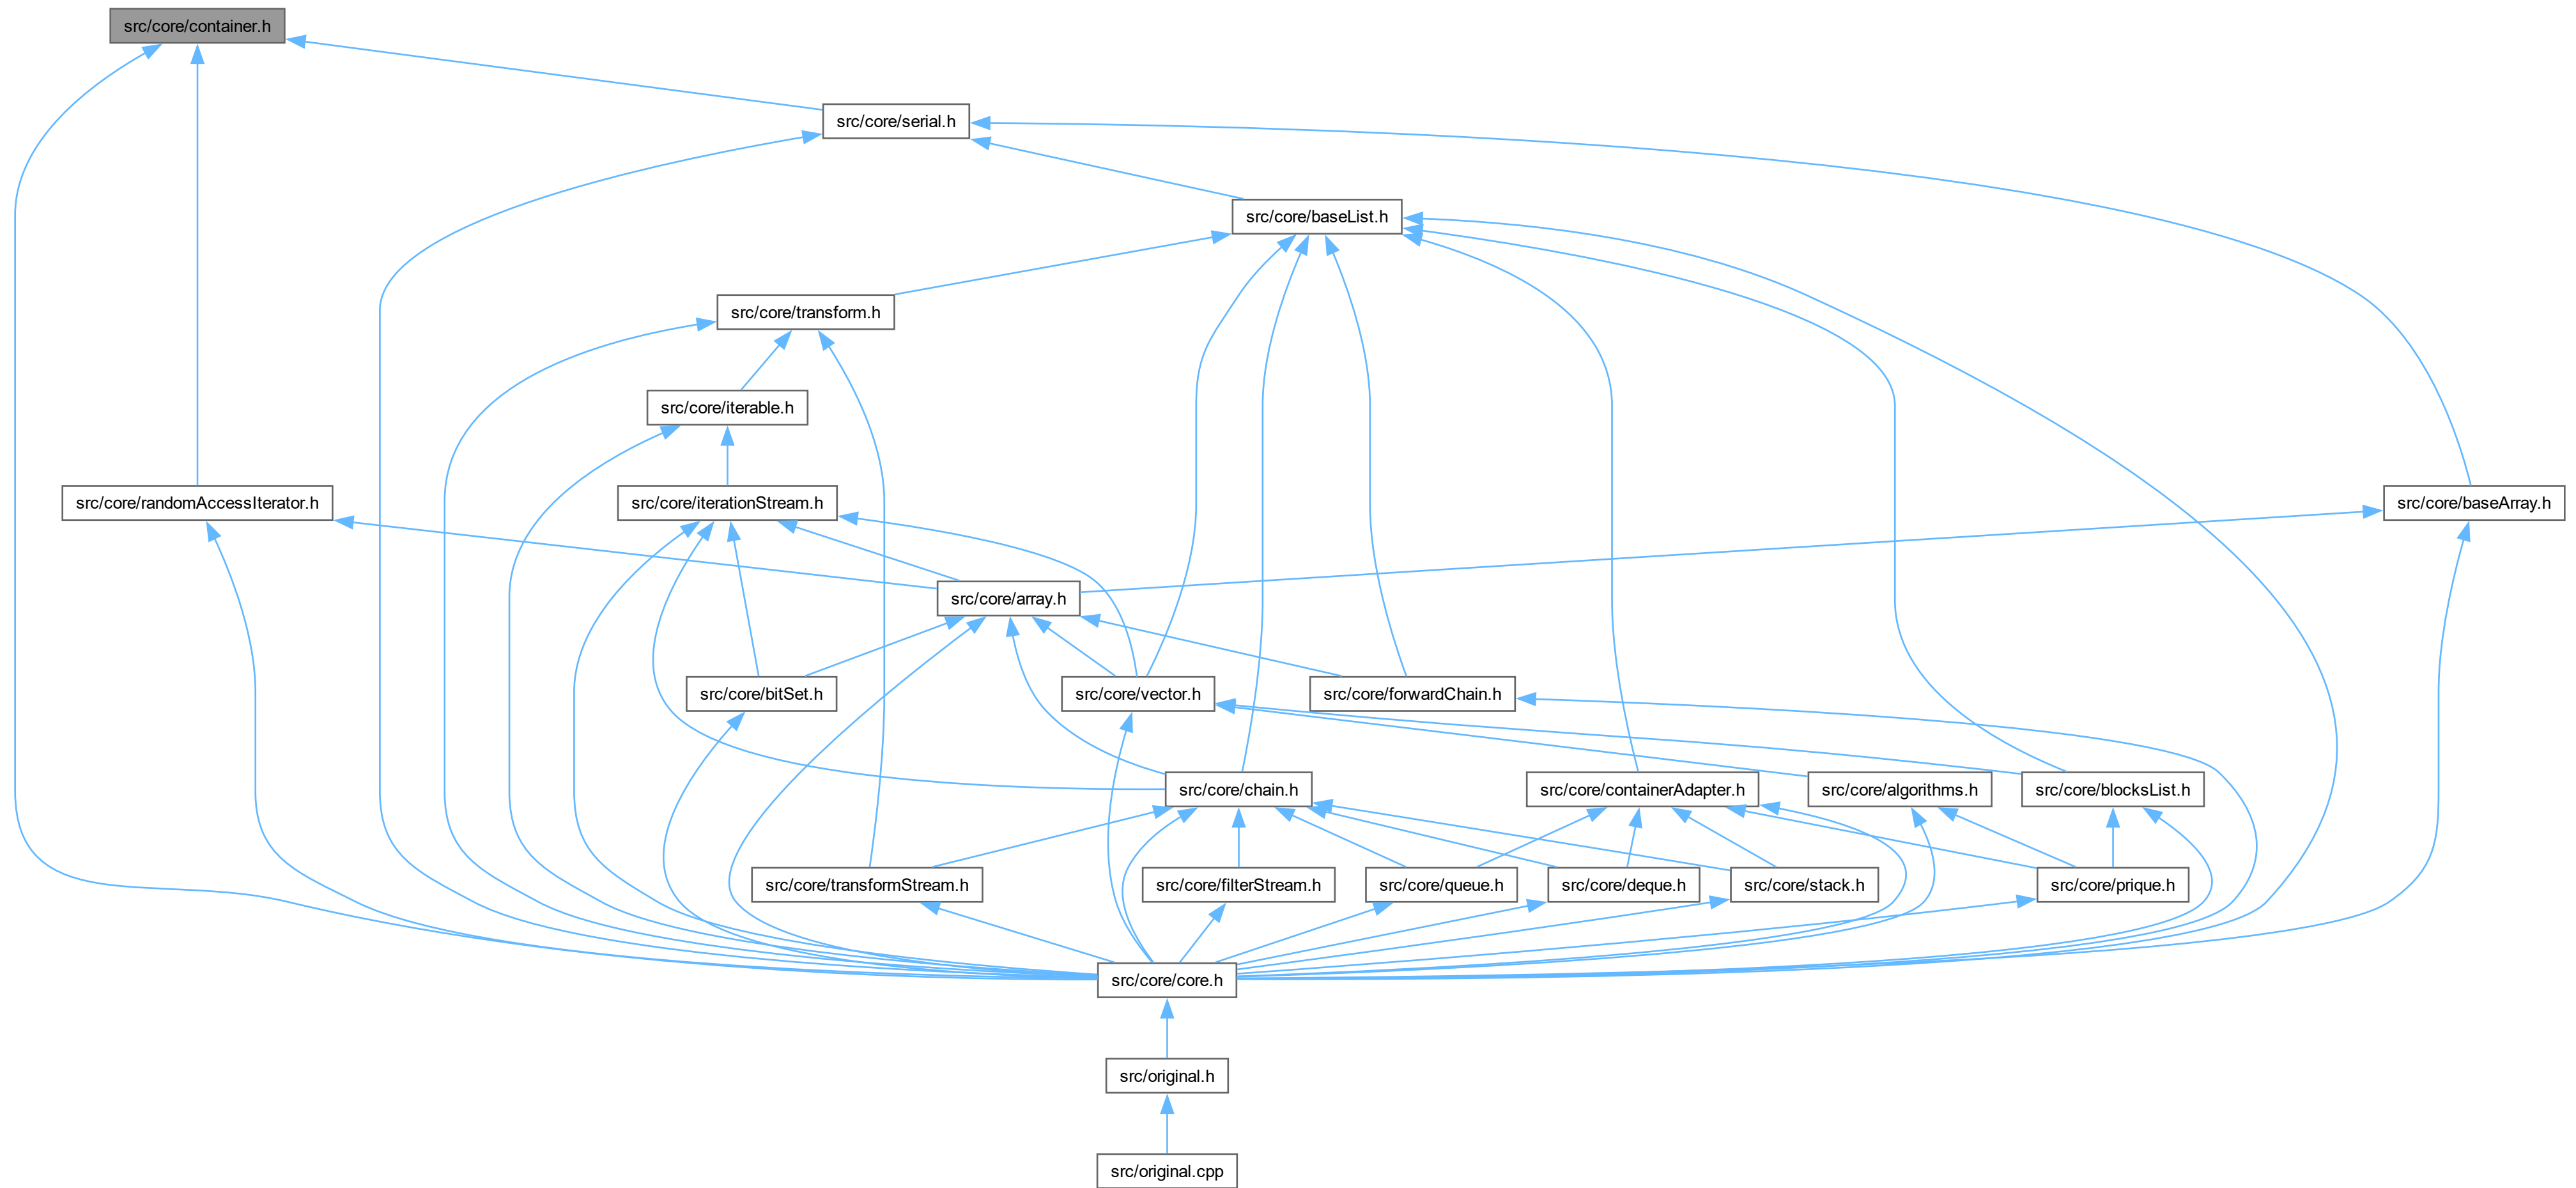 src/core/container.h
src/core/serial.h
src/core/baseList.h
src/core/transform.h
src/core/iterable.h
src/core/randomAccessIterator.h
src/core/iterationStream.h
src/core/baseArray.h
src/core/array.h
src/core/bitSet.h
src/core/vector.h
src/core/forwardChain.h
src/core/chain.h
src/core/containerAdapter.h
src/core/algorithms.h
src/core/blocksList.h
src/core/transformStream.h
src/core/filterStream.h
src/core/queue.h
src/core/deque.h
src/core/stack.h
src/core/prique.h
src/core/core.h
src/original.h
src/original.cpp